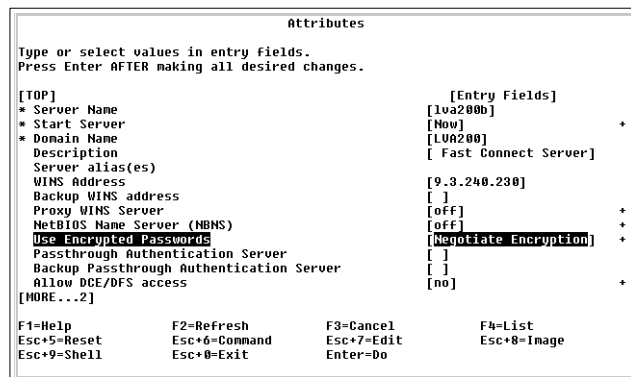 Attributes
Type or select values in entry fields.
Press Enter AFTER making all desired changes.
[TOP] [Entry Fields]
* Server Name [lva200b]
* Start Server [Now] +
* Domain Name [LVA200]
Description [ Fast Connect Server]
Server alias(es)
WINS Address [9.3.240.230]
Backup WINS address [ ]
Proxy WINS Server [off] +
NetBIOS Name Server (NBNS) [off] +
Use Encrypted Passwords [Negotiate Encryption] +
Passthrough Authentication Server [ ]
Backup Passthrough Authentication Server [ ]
Allow DCE/DFS access [no] +
[MORE...2]
F1=Help F2=Refresh F3=Cancel F4=List
Esc+5=Reset Esc+6=Command Esc+7=Edit Esc+8=Image
Esc+9=Shell Esc+0=Exit Enter=Do